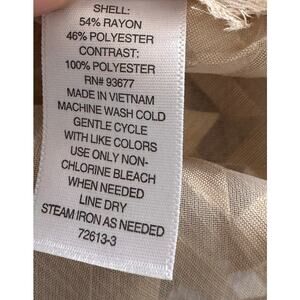 SHELL:
54% RAYON
46% POLYESTER
CONTRAST:
100% POLYESTER
RN# 93677
MADE IN VIETNAM
MACHINE WASH COLD
GENTLE CYCLE
WITH LIKE COLORS
USE ONLY NON-
CHLORINE BLEACH
WHEN NEEDED
LINE DRY
STEAM IRON AS NEEDED
72613-3